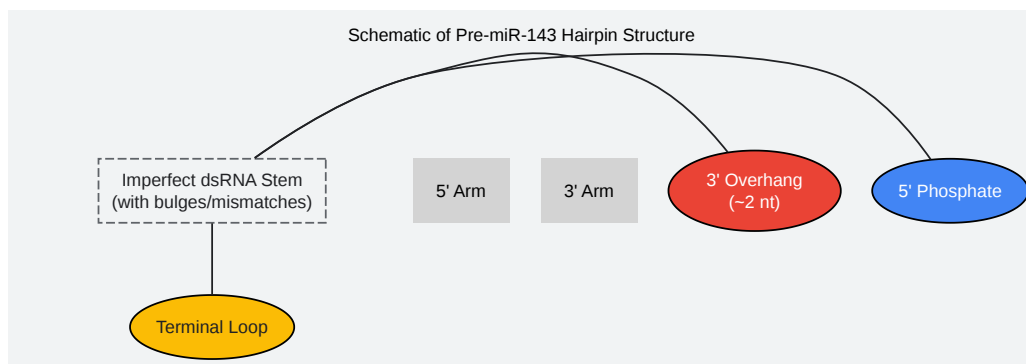 Schematic of Pre-miR-143 Hairpin Structure
Imperfect dsRNA Stem
(with bulges/mismatches)
5' Arm
3' Arm
3' Overhang
(~2 nt)
5' Phosphate
Terminal Loop